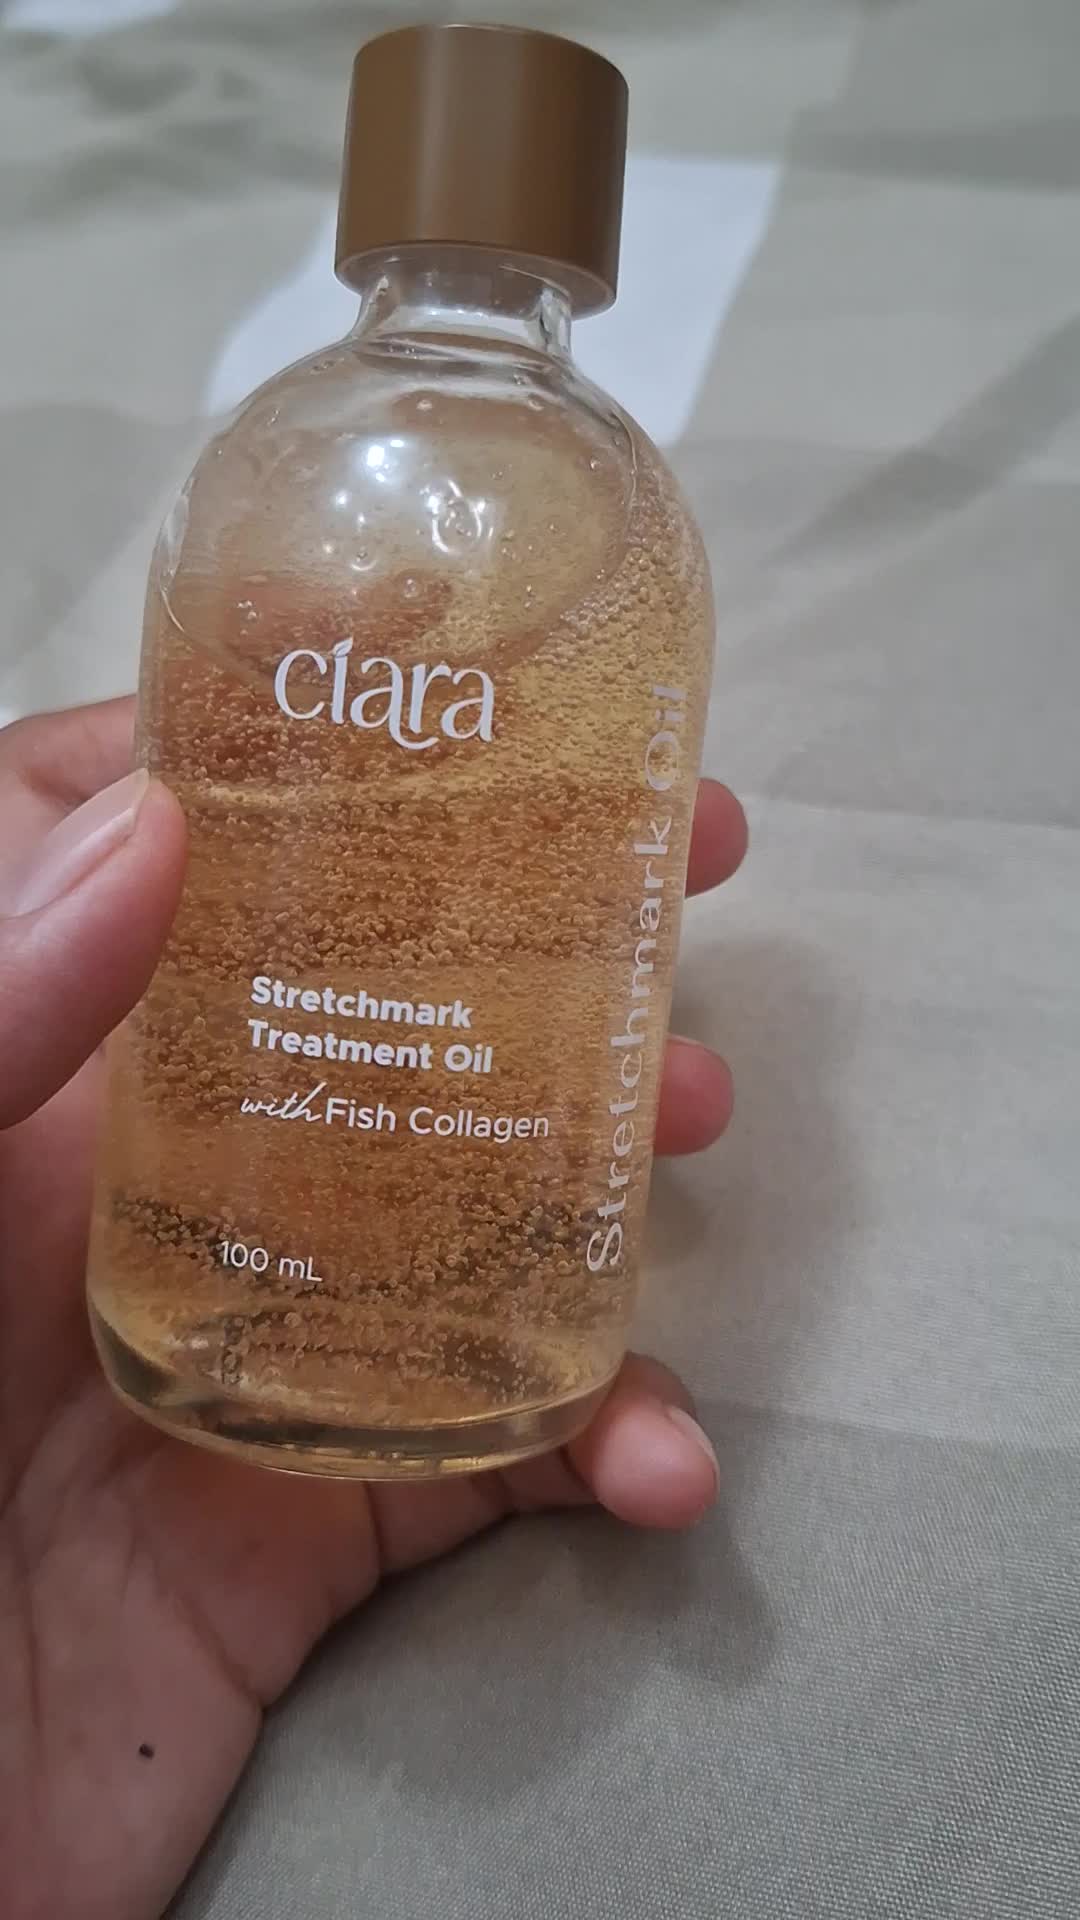 ciara
Stretchmark
Treatment Oil
with Fish Collagen
100 mL
Stretchmark Oil